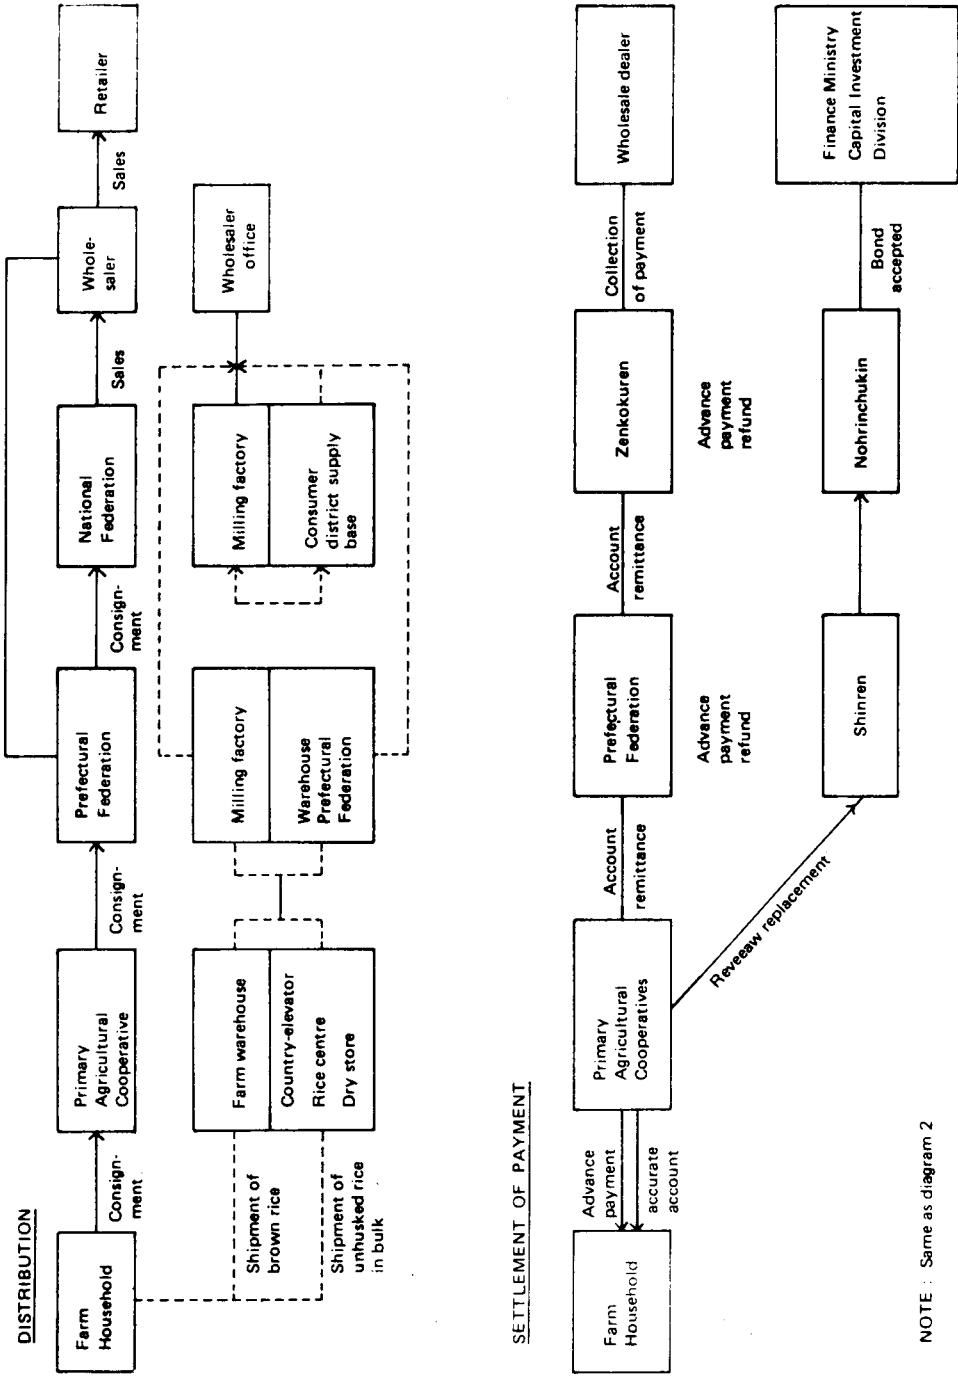 DISTRIBUTION
Farm
Household
Consign-
ment
Primary
Agricultural
Cooperative
Consign-
ment
Prefectural
Federation
Consign-
ment
National
Federation
Sales
Whole-
saler
Sales
Retailer
Shipment of
brown rice
Shipment of
unhusked rice
in bulk
Farm warehouse
Country-elevator
Rice centre
Dry store
Milling factory
Warehouse
Prefectural
Federation
Milling factory
Consumer
district supply
base
Wholesaler
office
SETTLEMENT OF PAYMENT
Farm
Household
Advance
payment
accurate
account
Primary
Agricultural
Cooperatives
Account
remittance
Prefectural
Federation
Account
remittance
Zenkokuren
Collection
of payment
Wholesale dealer
Advance
payment
refund
Advance
payment
refund
Reveeaw replacement
Shinren
Nohrinchukin
Bond
accepted
Finance Ministry
Capital Investment
Division
NOTE : Same as diagram 2